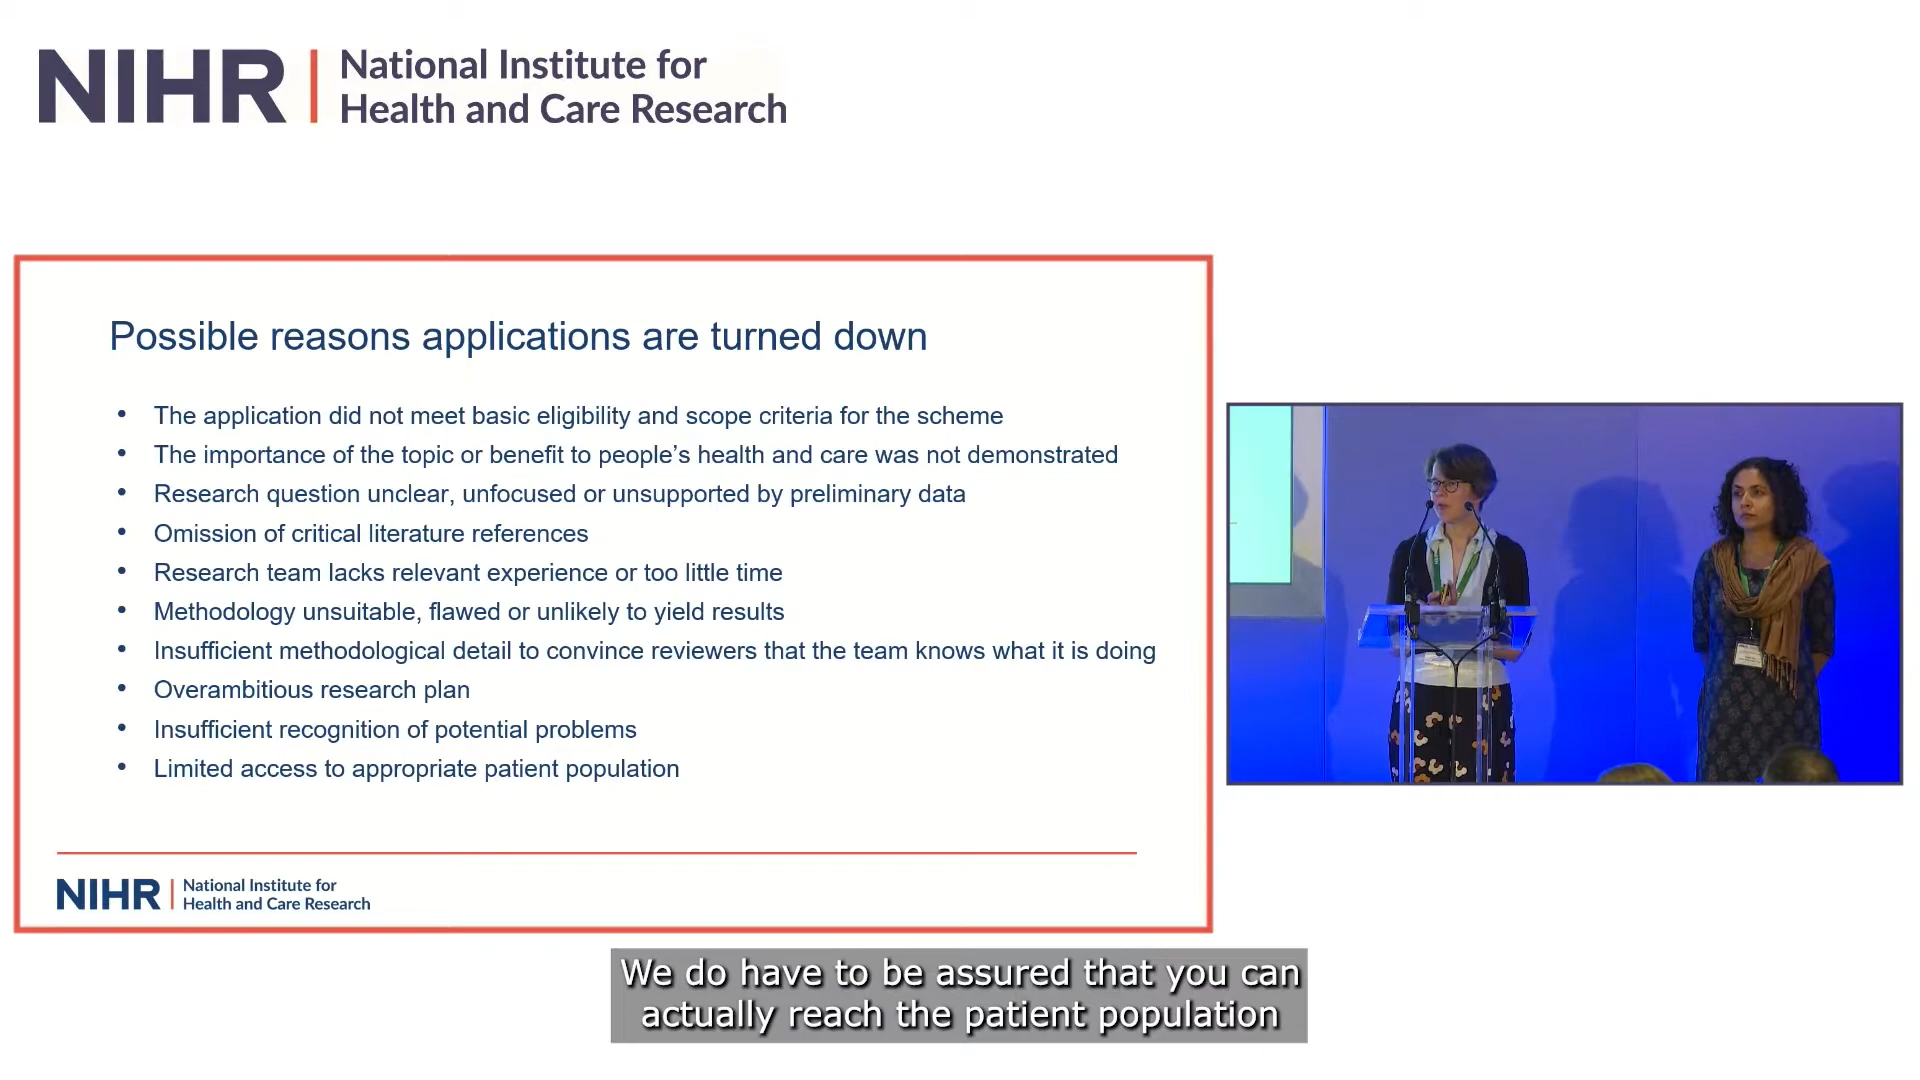 NIHR
National Institute for
Health and Care Research
Possible reasons applications are turned down
• The application did not meet basic eligibility and scope criteria for the scheme
• The importance of the topic or benefit to people’s health and care was not demonstrated
• Research question unclear, unfocused or unsupported by preliminary data
• Omission of critical literature references
• Research team lacks relevant experience or too little time
• Methodology unsuitable, flawed or unlikely to yield results
• Insufficient methodological detail to convince reviewers that the team knows what it is doing
• Overambitious research plan
• Insufficient recognition of potential problems
• Limited access to appropriate patient population
NIHR
National Institute for
Health and Care Research
We do have to be assured that you can
actually reach the patient population